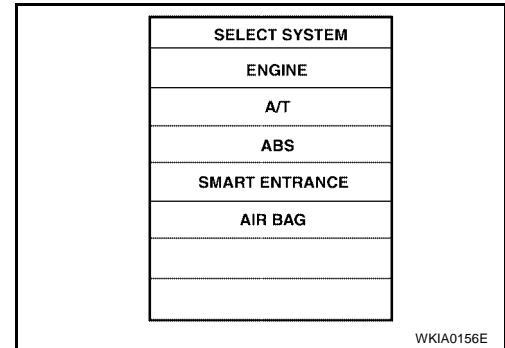 SELECT SYSTEM
ENGINE
A/T
ABS
SMART ENTRANCE
AIR BAG
WKIA0156E